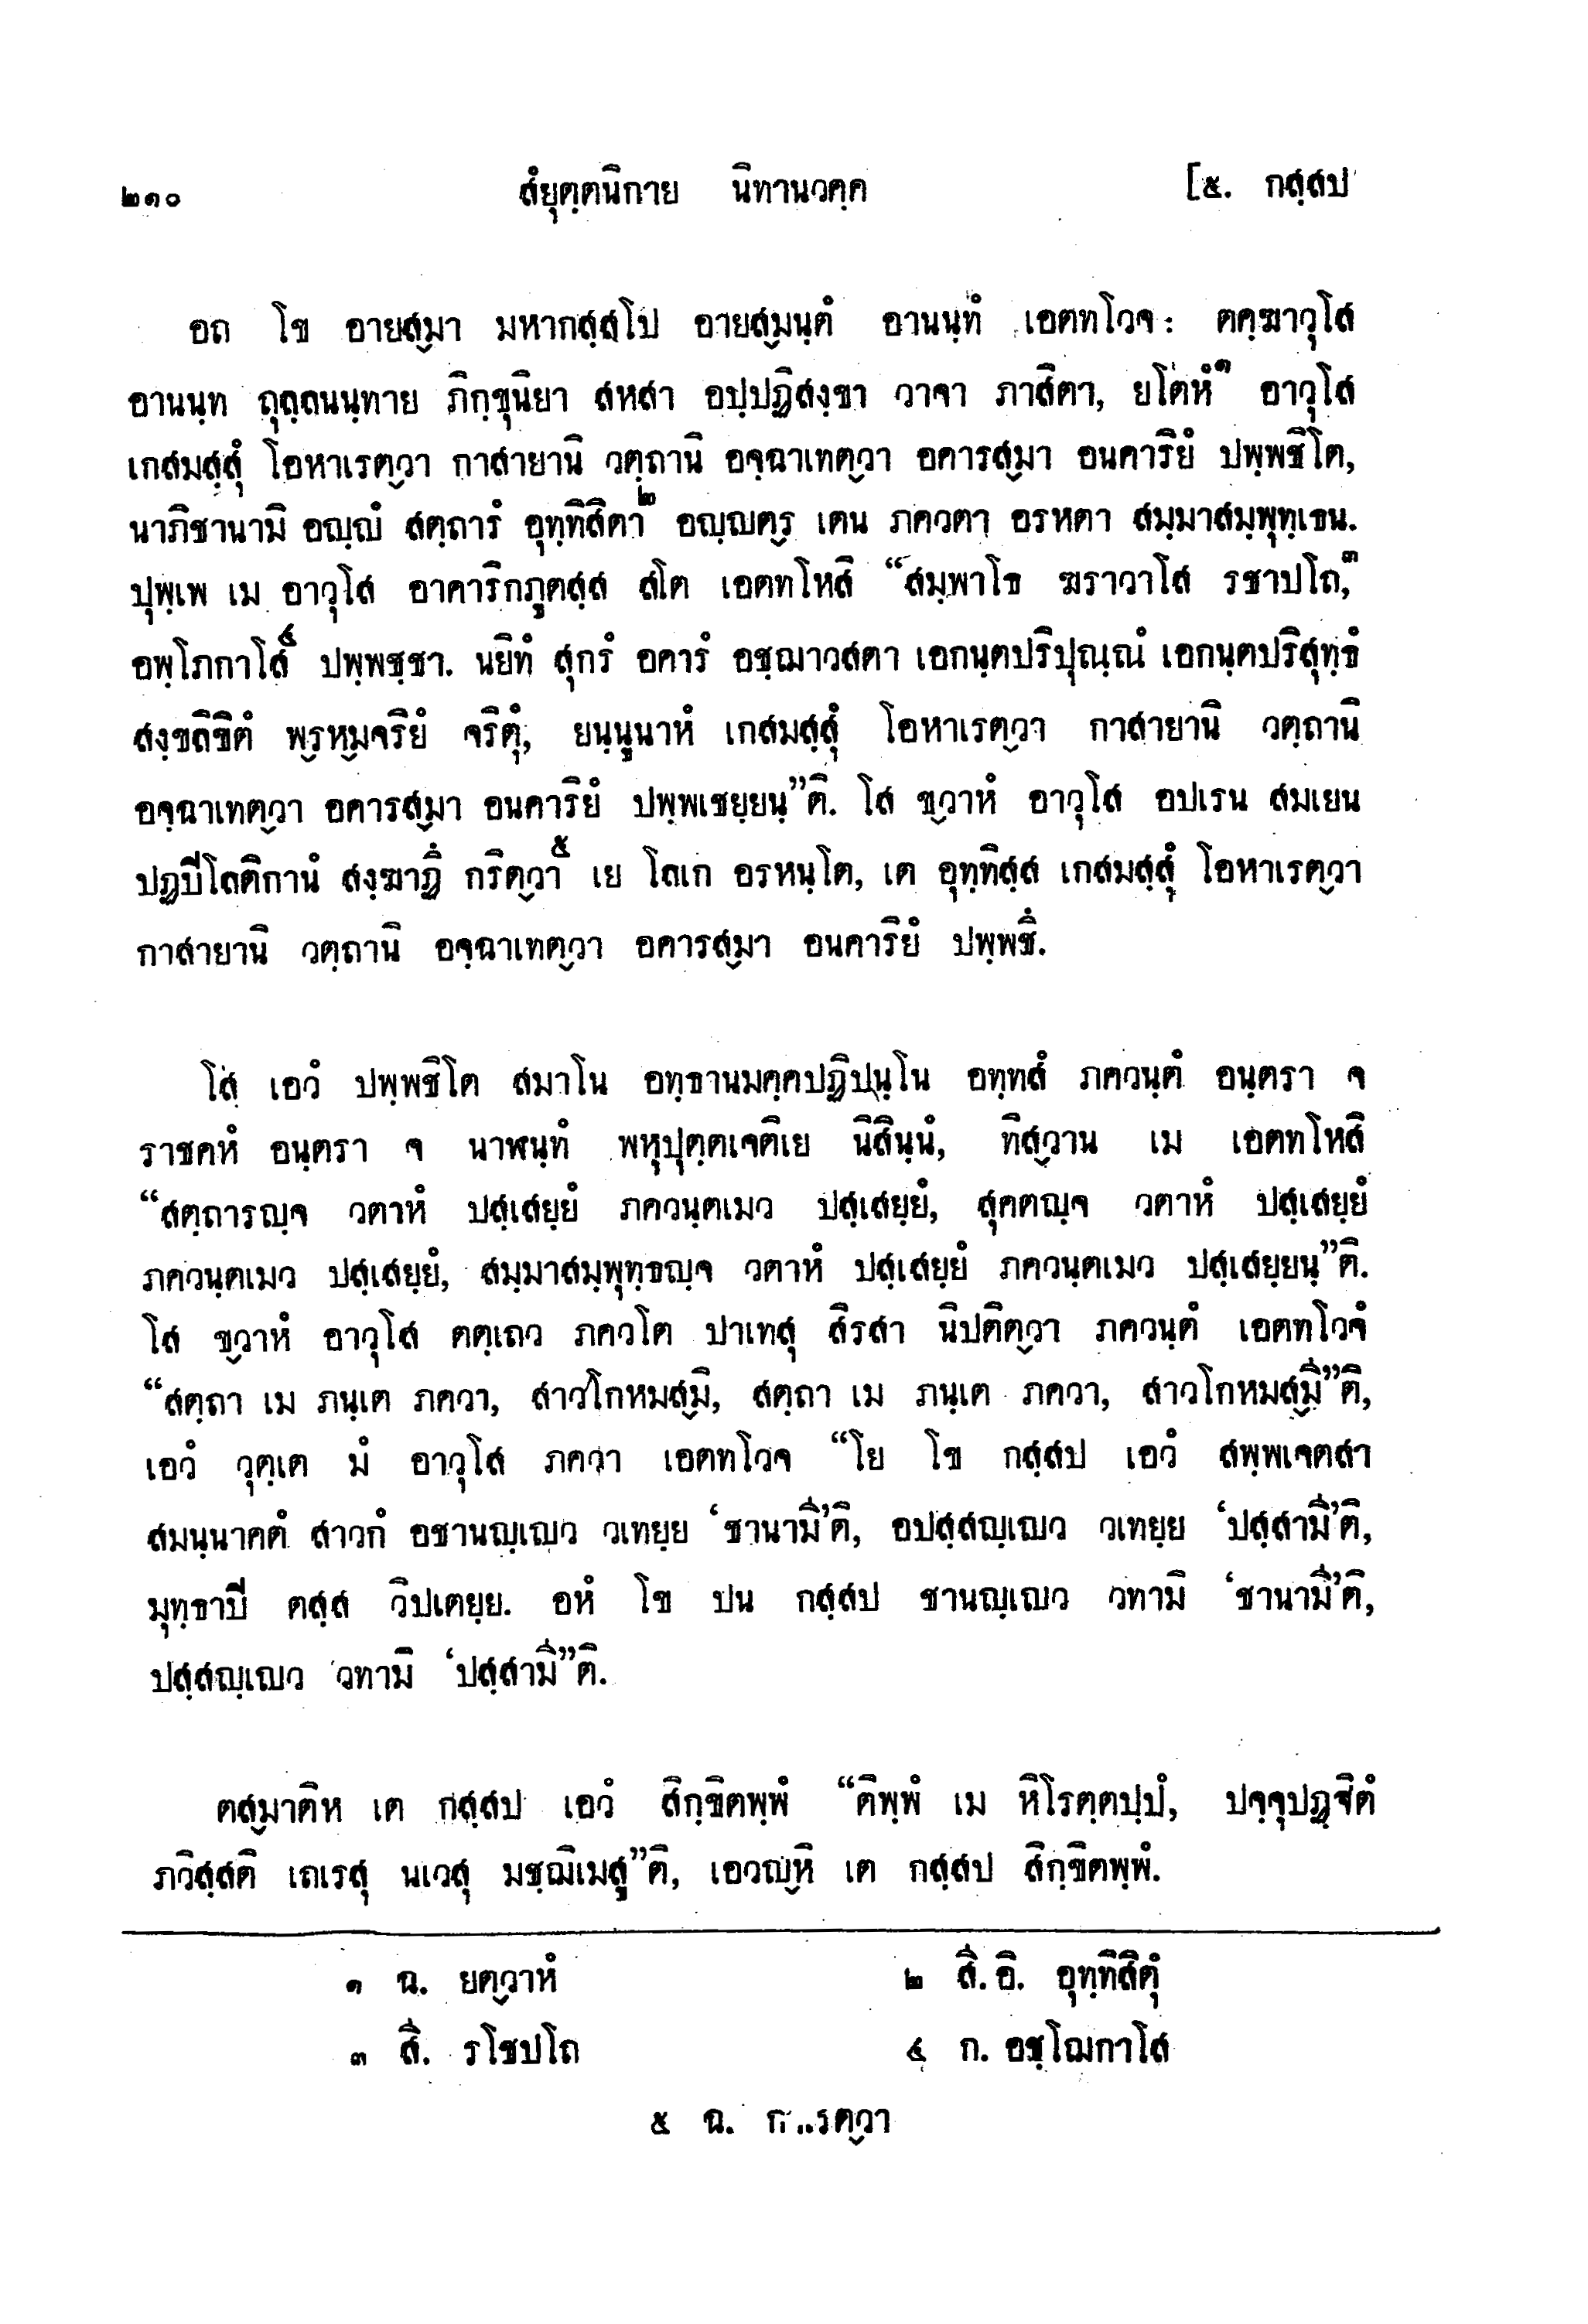 ๒๑๐ สํยุตฺตนิกาย นิทานวคฺค [๕. กสฺสป
อถ โข อายสฺมา มหากสฺสโป อายสฺมนฺตํ อานนฺทํ เอตทโวจ: ตคฺฆาวุโส
อานนฺท ถุลฺลนนฺทาย ภิกฺขุนิยา สหสา อปฺปฏิสงฺขา วาจา ภาสิตา, ยโตหํ๑ อาวุโส
เกสมสฺสุํ โอหาเรตฺวา กาสายานิ วตฺถานิ อจฺฉาเทตฺวา อคารสฺมา อนคาริยํ ปพฺพชิโต,
นาภิชานามิ อญฺญํ สตฺถารํ อุทฺทิสิตา๒ อญฺญตฺร เตน ภควตา อรหตา สมฺมาสมฺพุทฺเธน.
ปุพฺเพ เม อาวุโส อาคาริกภูตสฺส สโต เอตทโหสิ “สมฺพาโธ ฆราวาโส รชาปโถ,๓
อพฺโภกาโส๔ ปพฺพชฺชา. นยิทํ สุกรํ อคารํ อชฺฌาวสตา เอกนฺตปริปุณฺณํ เอกนฺตปริสุทฺธํ
สงฺขลิขิตํ พฺรหฺมจริยํ จริตุํ, ยนฺนูนาหํ เกสมสฺสุํ โอหาเรตฺวา กาสายานิ วตฺถานิ
อจฺฉาเทตฺวา อคารสฺมา อนคาริยํ ปพฺพเชยฺยนฺ”ติ. โส ขฺวาหํ อาวุโส อปเรน สมเยน
ปฏปิโลติกานํ สงฺฆาฏึ กริตฺวา๕ เย โลเก อรหนฺโต, เต อุทฺทิสฺส เกสมสฺสุํ โอหาเรตฺวา
กาสายานิ วตฺถานิ อจฺฉาเทตฺวา อคารสฺมา อนคาริยํ ปพฺพชึ.
โส เอวํ ปพฺพชิโต สมาโน อทฺธานมคฺคปฏิปนฺโน อทฺทสํ ภควนฺตํ อนฺตรา จ
ราชคหํ อนฺตรา จ นาฬนฺทํ พหุปุตฺตเจติเย นิสินฺนํ, ทิสฺวาน เม เอตทโหสิ
“สตฺถารญฺจ วตาหํ ปสฺเสยฺยํ ภควนฺตเมว ปสฺเสยฺยํ, สุคตญฺจ วตาหํ ปสฺเสยฺยํ
ภควนฺตเมว ปสฺเสยฺยํ, สมฺมาสมฺพุทฺธญฺจ วตาหํ ปสฺเสยฺยํ ภควนฺตเมว ปสฺเสยฺยนฺ”ติ.
โส ขฺวาหํ อาวุโส ตตฺเถว ภควโต ปาเทสุ สิรสา นิปติตฺวา ภควนฺตํ เอตทโวจํ
“สตฺถา เม ภนฺเต ภควา, สาวโกหมสฺมิ, สตฺถา เม ภนฺเต ภควา, สาวโกหมสฺมี”ติ,
เอวํ วุตฺเต มํ อาวุโส ภควา เอตทโวจ “โย โข กสฺสป เอวํ สพฺพเจตสา
สมนฺนาคตํ สาวกํ อชานญฺเญว วเทยฺย ‘ชานามี’ติ, อปสฺสญฺเญว วเทยฺย ‘ปสฺสามี’ติ,
มุทฺธาปิ ตสฺส วิปเตยฺย. อหํ โข ปน กสฺสป ชานญฺเญว วทามิ ‘ชานามี’ติ,
ปสฺสญฺเญว วทามิ ‘ปสฺสามี”ติ.
ตสฺมาติห เต กสฺสป เอวํ สิกฺขิตพฺพํ “ติพฺพํ เม หิโรตฺตปฺปํ, ปจฺจุปฏฺฐิตํ
ภวิสฺสติ เถเรสุ นเวสุ มชฺฌิเมสู”ติ, เอวญฺหิ เต กสฺสป สิกฺขิตพฺพํ.
๑ ฉ. ยตฺวาหํ ๒ สี.อิ. อุทฺทิสิตุํ
๓ สี. รโชปโถ ๔ ก. อชฺโฌกาโส
๕ ฉ.